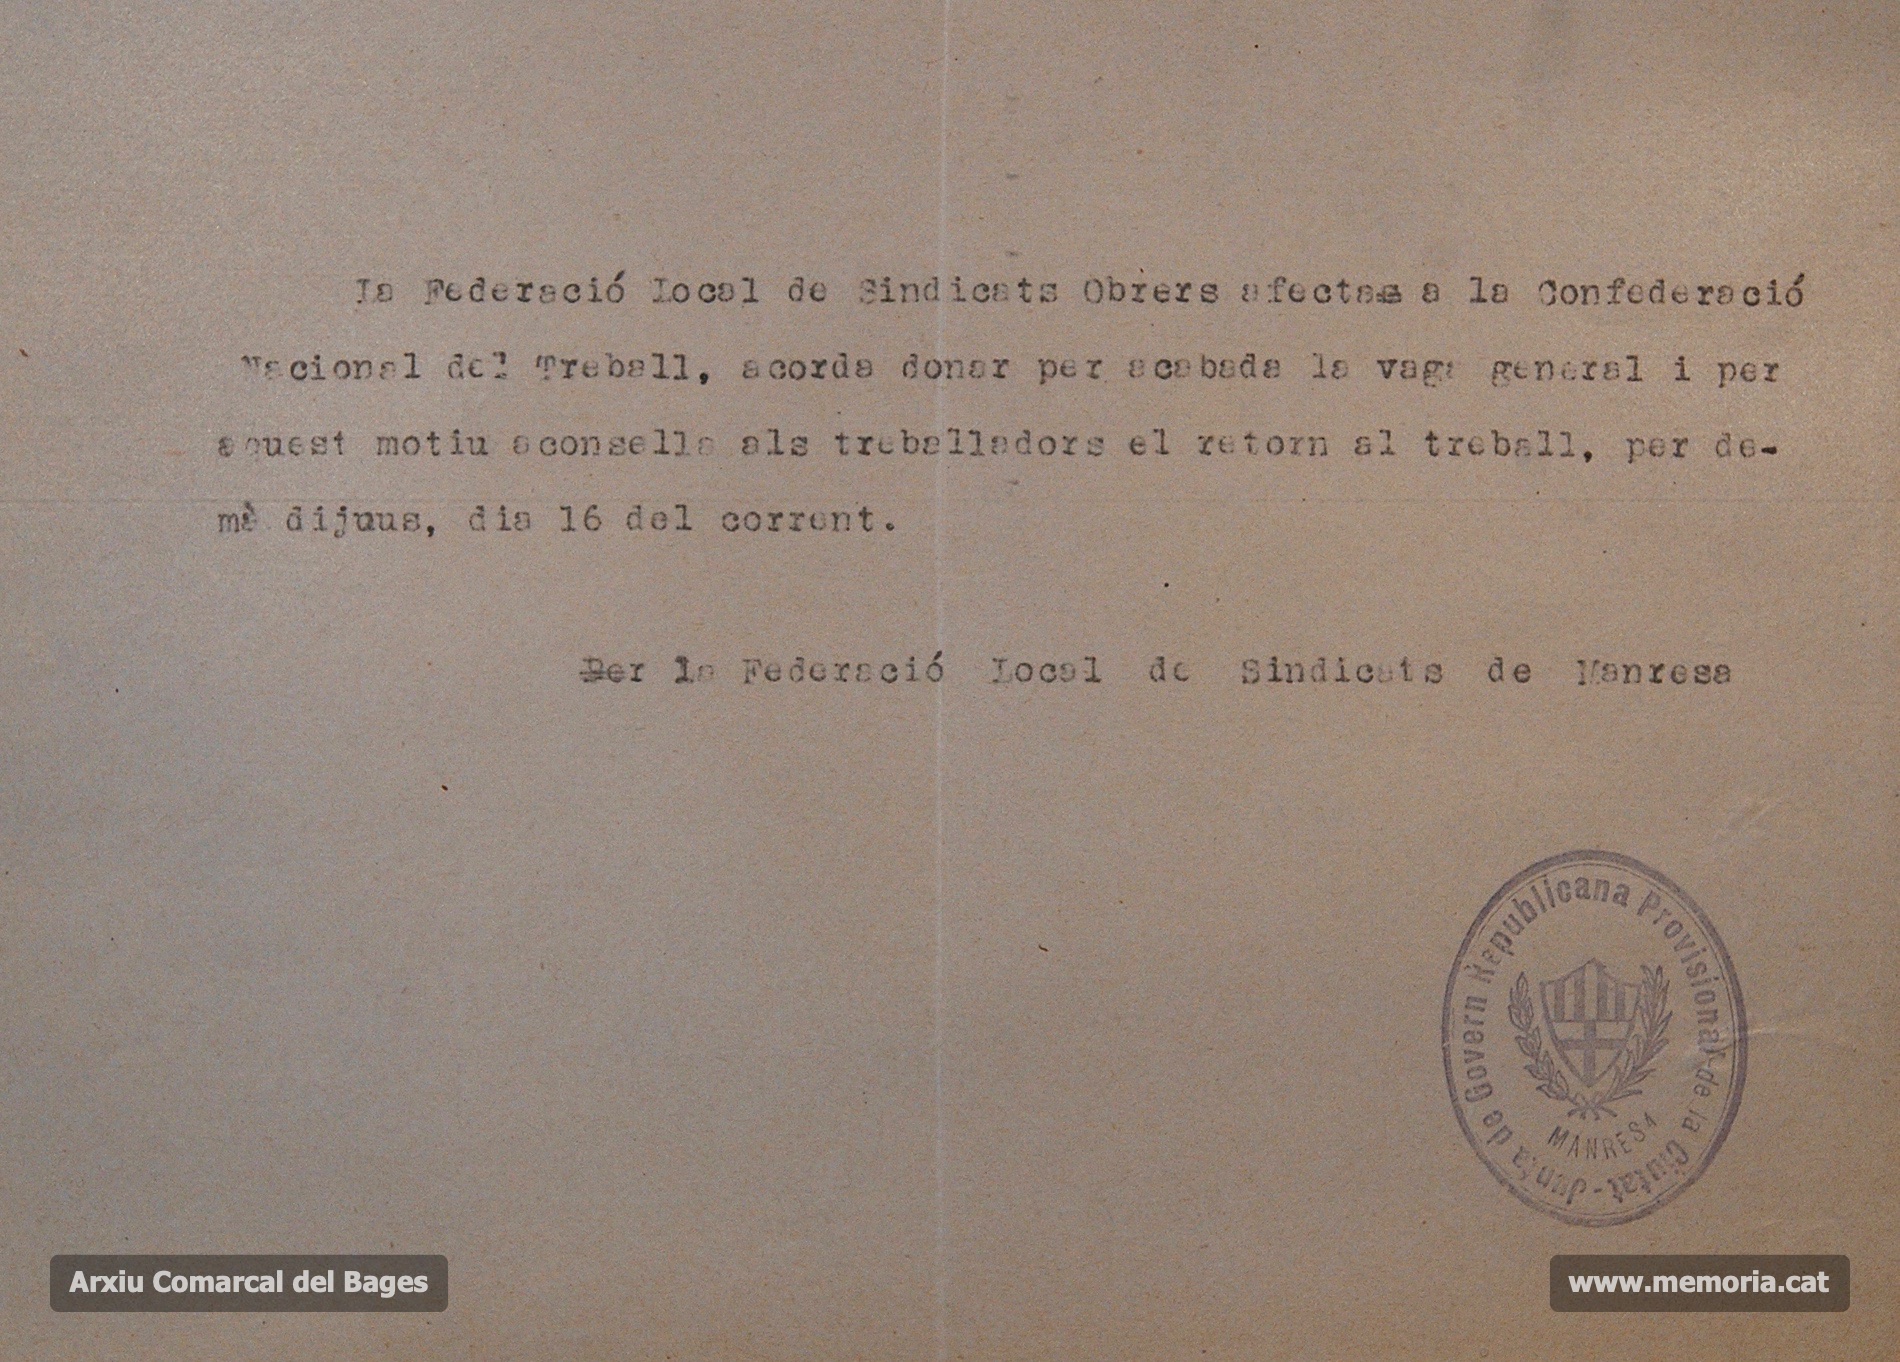 La Federació Local de Sindicats Obrers afectas a la Confederació
Nacional del Treball, acorda donar per acabada la vaga general i per
aquest motiu aconsella als treballadors el retorn al treball, per de-
mà dijuus, dia 16 del corrent.
Per la Federació Local de Sindicats de Manresa
Junta de Govern Republicana Provisional de la Ciutat -
MANRESA
Arxiu Comarcal del Bages
www.memoria.cat